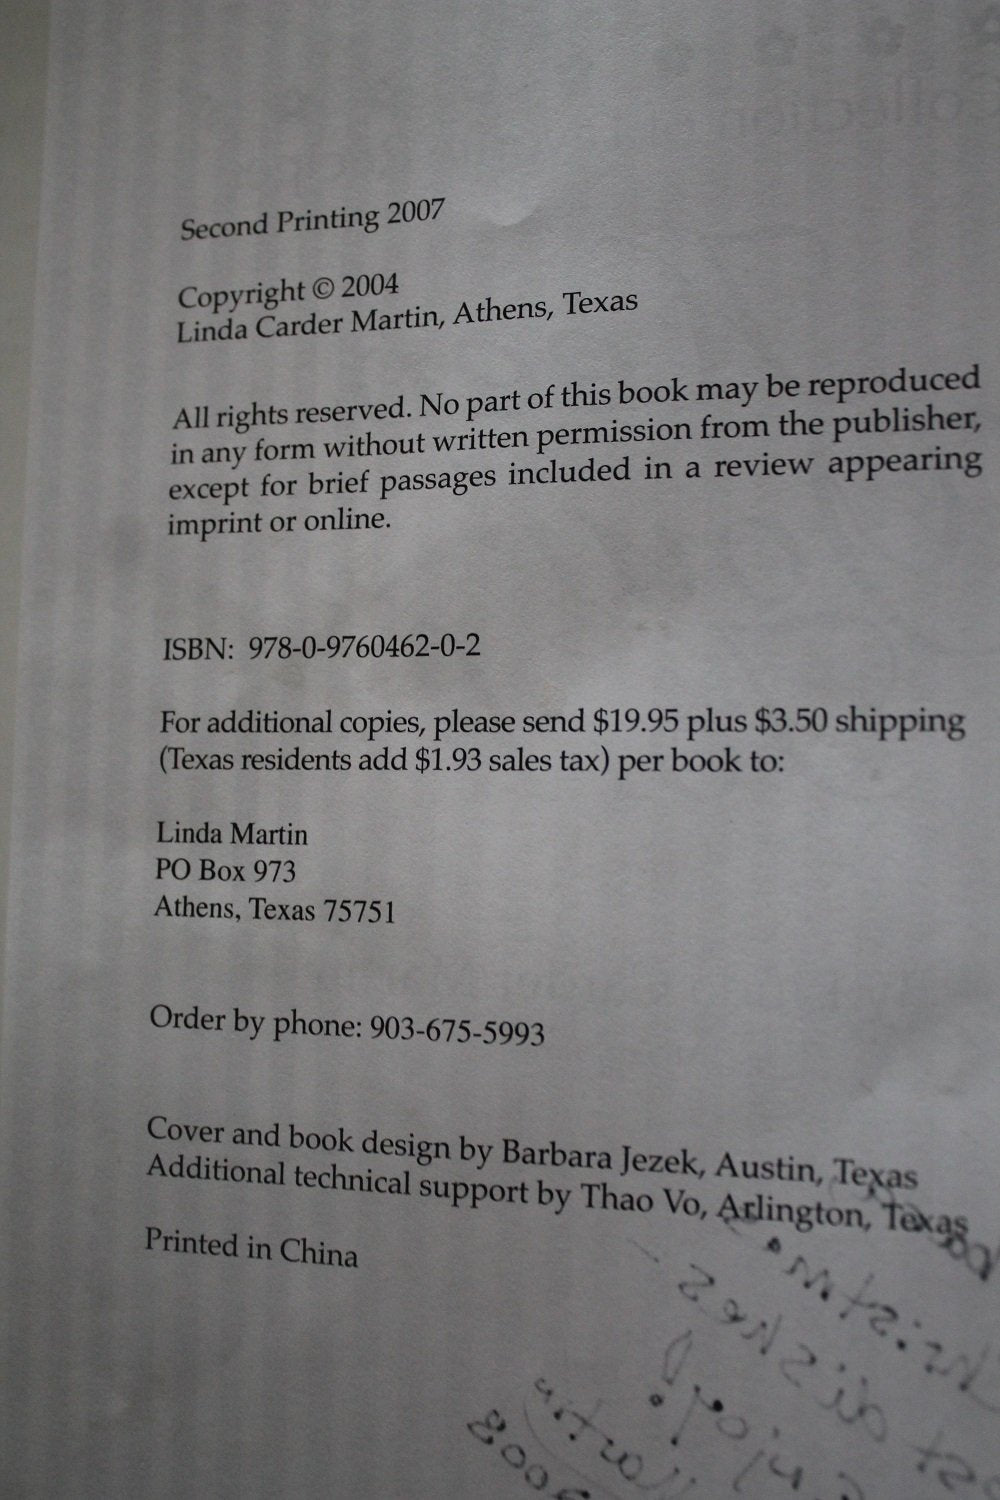 Second Printing 2007
Copyright © 2004
Linda Carder Martin, Athens, Texas
All rights reserved. No part of this book may be reproduced
in any form without written permission from the publisher,
except for brief passages included in a review appearing
imprint or online.
ISBN: 978-0-9760462-0-2
For additional copies, please send $19.95 plus $3.50 shipping
(Texas residents add $1.93 sales tax) per book to:
Linda Martin
PO Box 973
Athens, Texas 75751
Order by phone: 903-675-5993
Cover and book design by Barbara Jezek, Austin, Texas
Additional technical support by Thao Vo, Arlington, Texas
Printed in China